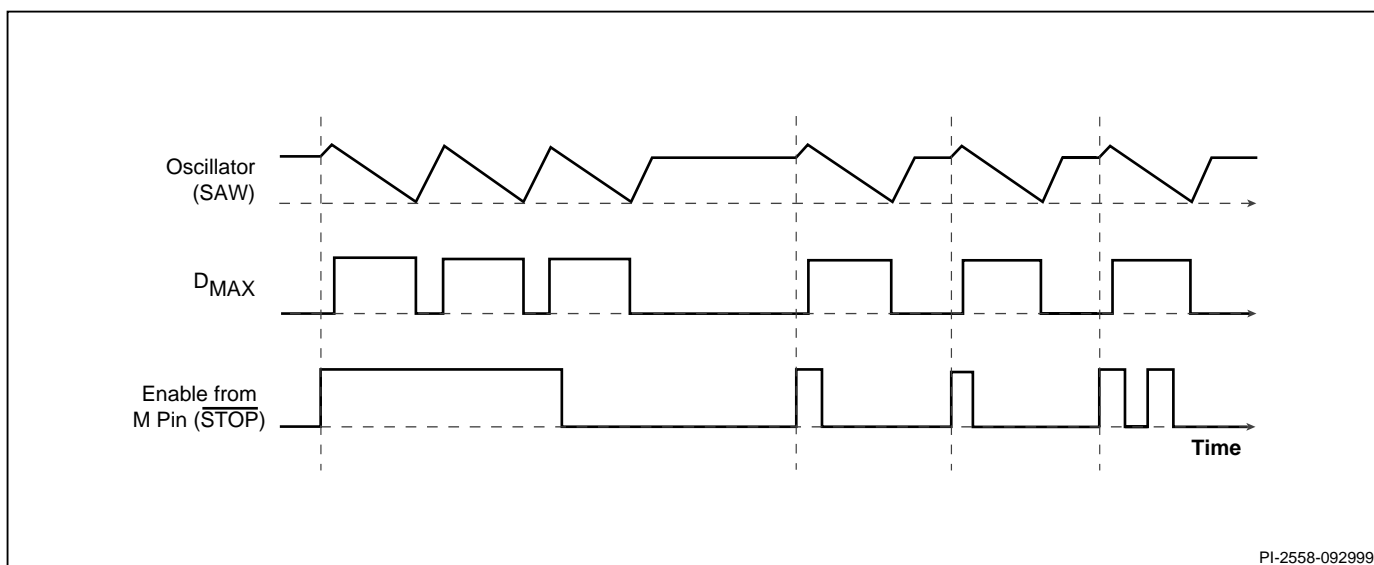 Oscillator
(SAW)
DMAX
Enable from
M Pin (STOP)
Time
PI-2558-092999